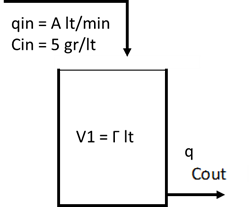 qin = A lt/min
Cin = 5 gr/lt
V1 = Γ lt
q
Cout